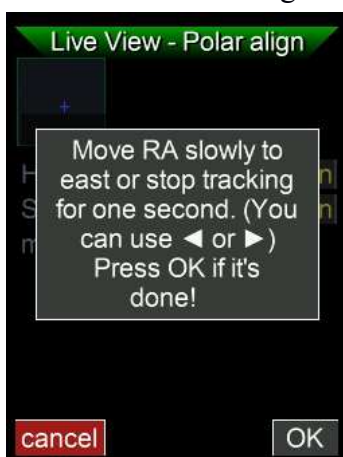 Live View - Polar align
Move RA slowly to
east or stop tracking
for one second. (You
can use ◄ or ►)
Press OK if it's
done!
cancel
OK